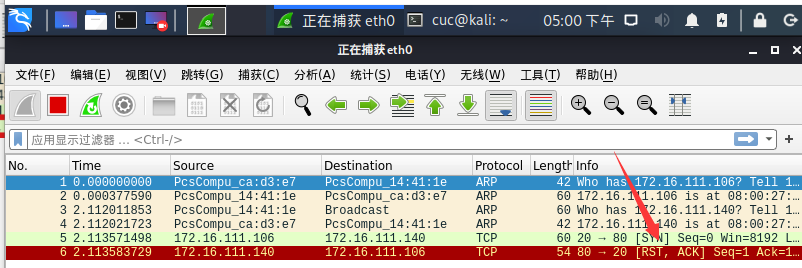 正在捕获 eth0
cuc@kali: ~
05:00 下午
正在捕获 eth0
文件(F) 编辑(E) 视图(V) 跳转(G) 捕获(C) 分析(A) 统计(S) 电话(Y) 无线(W) 工具(T) 帮助(H)
应用显示过滤器 … <Ctrl-/>
No. Time Source Destination Protocol Length Info
1 0.000000000 PcsCompu_ca:d3:e7 PcsCompu_14:41:1e ARP 42 Who has 172.16.111.106? Tell 1…
2 0.000377590 PcsCompu_14:41:1e PcsCompu_ca:d3:e7 ARP 60 172.16.111.106 is at 08:00:27:…
3 2.112011853 PcsCompu_14:41:1e Broadcast ARP 60 Who has 172.16.111.140? Tell 1…
4 2.112021723 PcsCompu_ca:d3:e7 PcsCompu_14:41:1e ARP 42 172.16.111.140 is at 08:00:27:…
5 2.113571498 172.16.111.106 172.16.111.140 TCP 60 20 → 80 [SYN] Seq=0 Win=8192 L…
6 2.113583729 172.16.111.140 172.16.111.106 TCP 54 80 → 20 [RST, ACK] Seq=1 Ack=1…